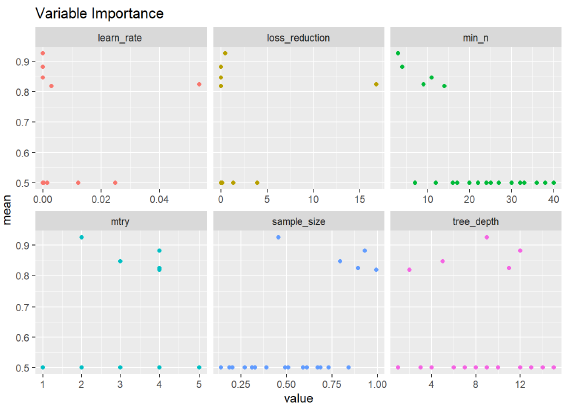 Variable Importance
learn_rate loss_reduction min_n
0.9
0.8
0.7
0.6
0.5
0.00 0.02 0.04 0 5 10 15 10 20 30 40
mean
mtry sample_size tree_depth
0.9
0.8
0.7
0.6
0.5
1 2 3 4 5 0.25 0.50 0.75 1.00 4 8 12
value